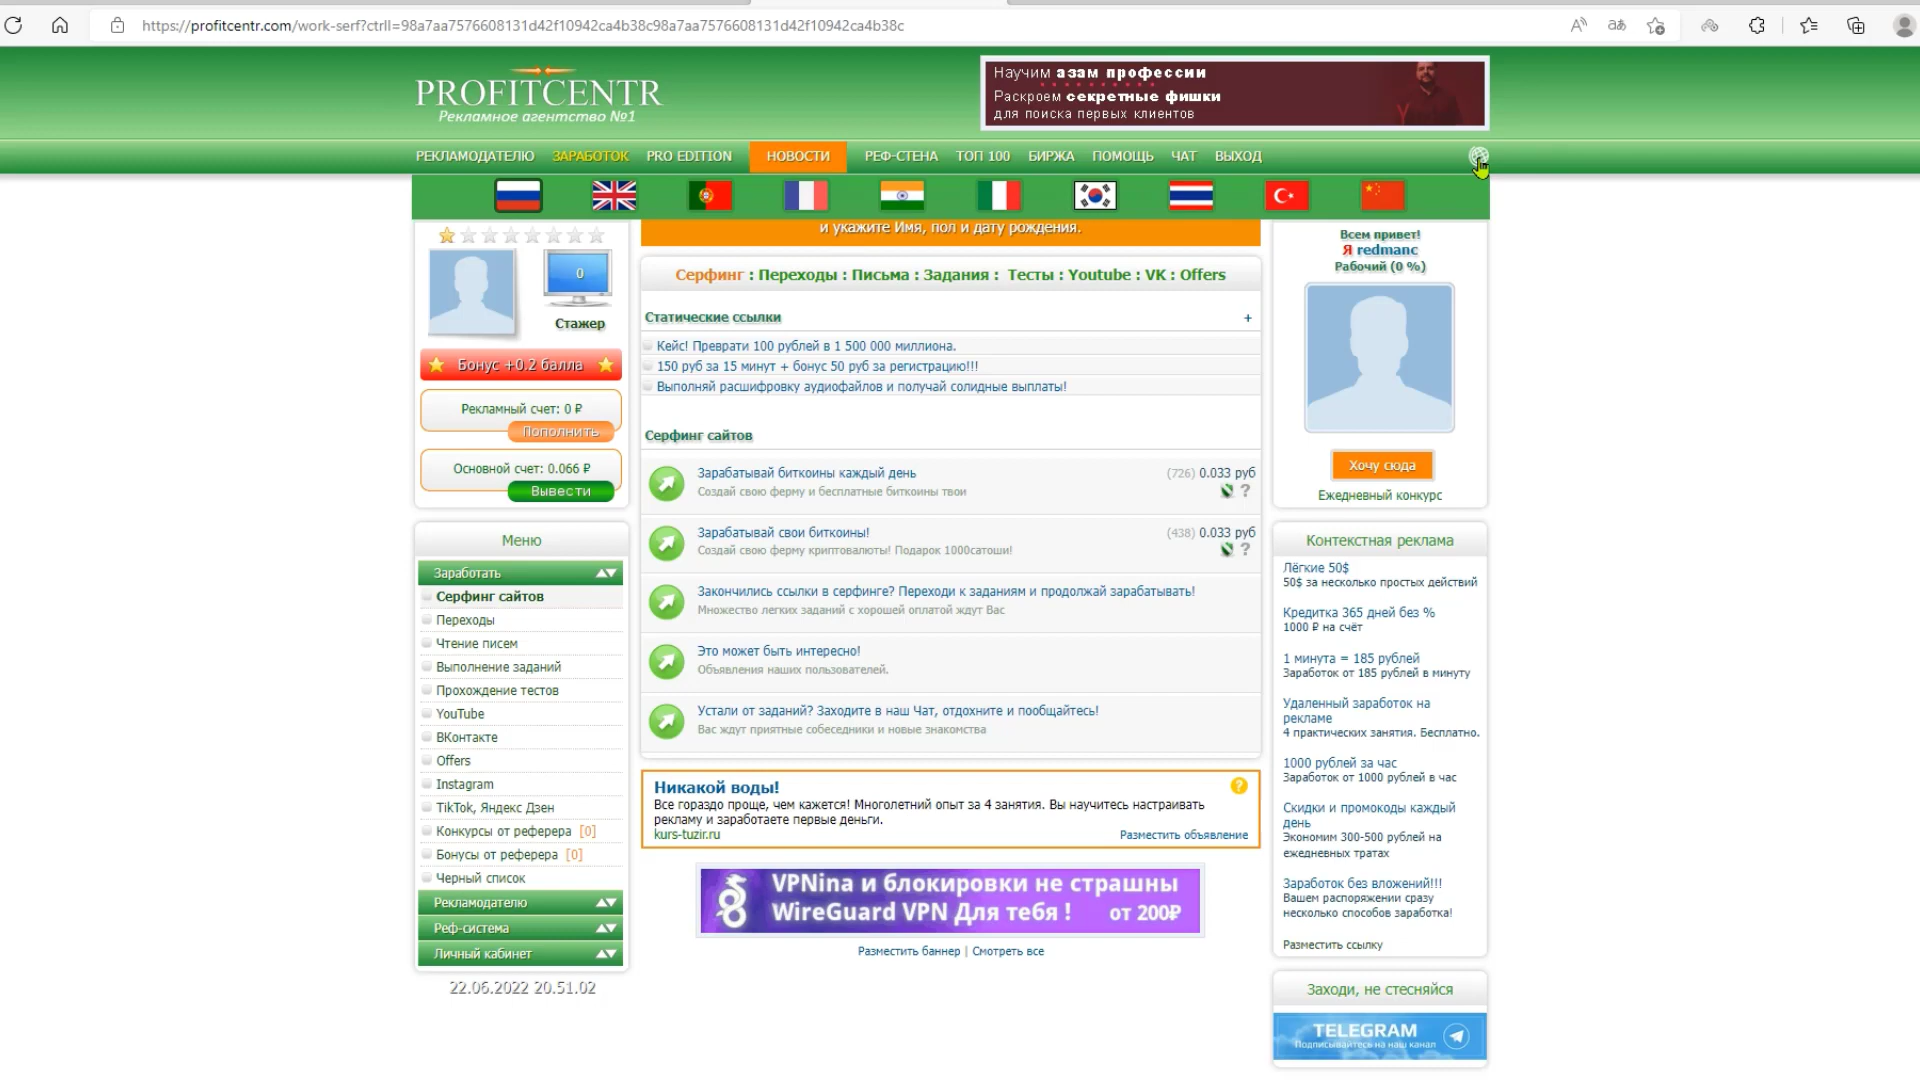 https://profitcentr.com/work-serf?ctrll=98a7aa7576608131d42f10942ca4b38c98a7aa7576608131d42f10942ca4b38c
PROFITCENTR
Рекламное агентство №1
Научим азам профессии
Раскроем секретные фишки
для поиска первых клиентов
РЕКЛАМОДАТЕЛЮ ЗАРАБОТОК PRO EDITION НОВОСТИ РЕФ-СТЕНА ТОП 100 БИРЖА ПОМОЩЬ ЧАТ ВЫХОД
0
Стажер
Бонус +0.2 балла
Рекламный счет: 0 ₽
Пополнить
Основной счет: 0.066 ₽
Вывести
Меню
Заработать
Серфинг сайтов
Переходы
Чтение писем
Выполнение заданий
Прохождение тестов
YouTube
ВКонтакте
Offers
Instagram
TikTok, Яндекс Дзен
Конкурсы от реферера [0]
Бонусы от реферера [0]
Черный список
Рекламодателю
Реф-система
Личный кабинет
22.06.2022 20.51.02
и укажите Имя, пол и дату рождения.
Серфинг : Переходы : Письма : Задания : Тесты : Youtube : VK : Offers
Статические ссылки +
Кейс! Преврати 100 рублей в 1 500 000 миллиона.
150 руб за 15 минут + бонус 50 руб за регистрацию!!!
Выполняй расшифровку аудиофайлов и получай солидные выплаты!
Серфинг сайтов
Зарабатывай биткоины каждый день (726) 0.033 руб
Создай свою ферму и бесплатные биткоины твои ?
Зарабатывай свои биткоины! (438) 0.033 руб
Создай свою ферму криптовалюты! Подарок 1000сатоши! ?
Закончились ссылки в серфинге? Переходи к заданиям и продолжай зарабатывать!
Множество легких заданий с хорошей оплатой ждут Вас
Это может быть интересно!
Объявления наших пользователей.
Устали от заданий? Заходите в наш Чат, отдохните и пообщайтесь!
Вас ждут приятные собеседники и новые знакомства
Никакой воды! ?
Все гораздо проще, чем кажется! Многолетний опыт за 4 занятия. Вы научитесь настраивать
рекламу и заработаете первые деньги.
kurs-tuzir.ru Разместить объявление
VPNina и блокировки не страшны
WireGuard VPN Для тебя ! от 200₽
Разместить баннер | Смотреть все
Всем привет!
Я redmanc
Рабочий (0 %)
Хочу сюда
Ежедневный конкурс
Контекстная реклама
Лёгкие 50$
50$ за несколько простых действий
Кредитка 365 дней без %
1000 ₽ на счёт
1 минута = 185 рублей
Заработок от 185 рублей в минуту
Удаленный заработок на
рекламе
4 практических занятия. Бесплатно.
1000 рублей за час
Заработок от 1000 рублей в час
Скидки и промокоды каждый
день
Экономим 300-500 рублей на
ежедневных тратах
Заработок без вложений!!!
Вашем распоряжении сразу
несколько способов заработка!
Разместить ссылку
Заходи, не стесняйся
TELEGRAM
Подписывайтесь на наш канал